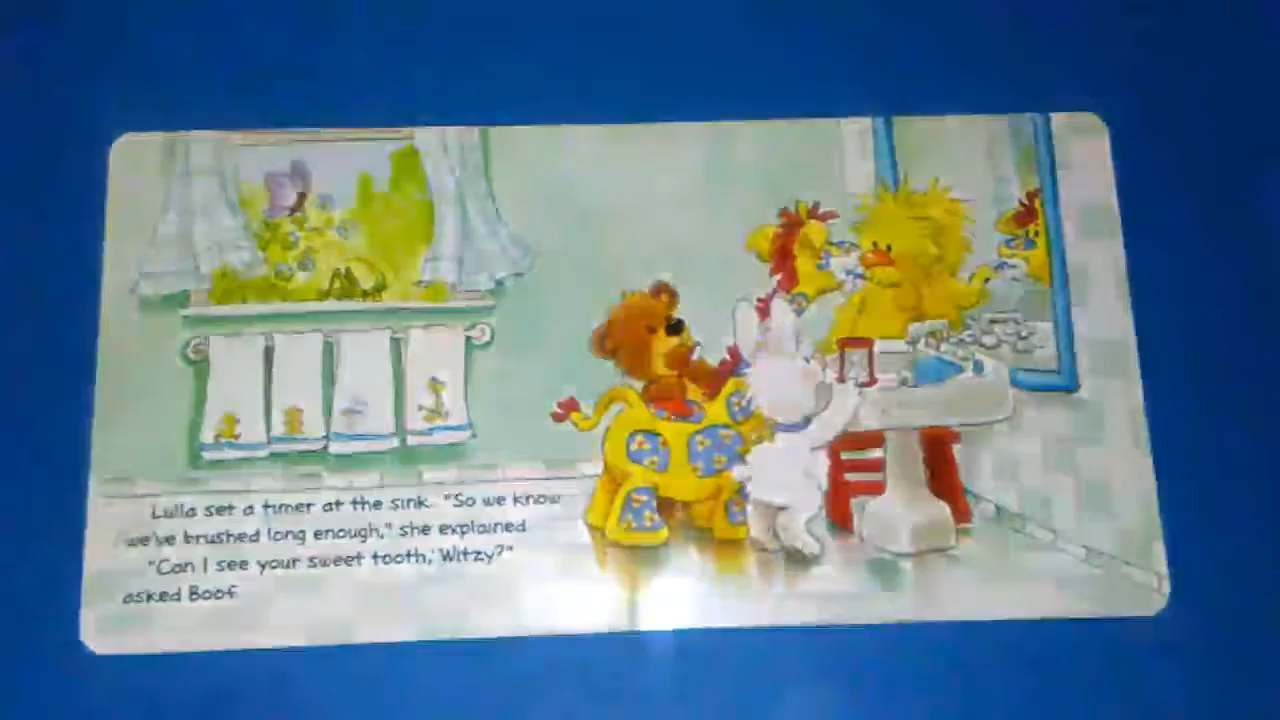 Lulla set a timer at the sink. "So we know
we've brushed long enough," she explained.
"Can I see your sweet tooth, Witzy?"
asked Boof.